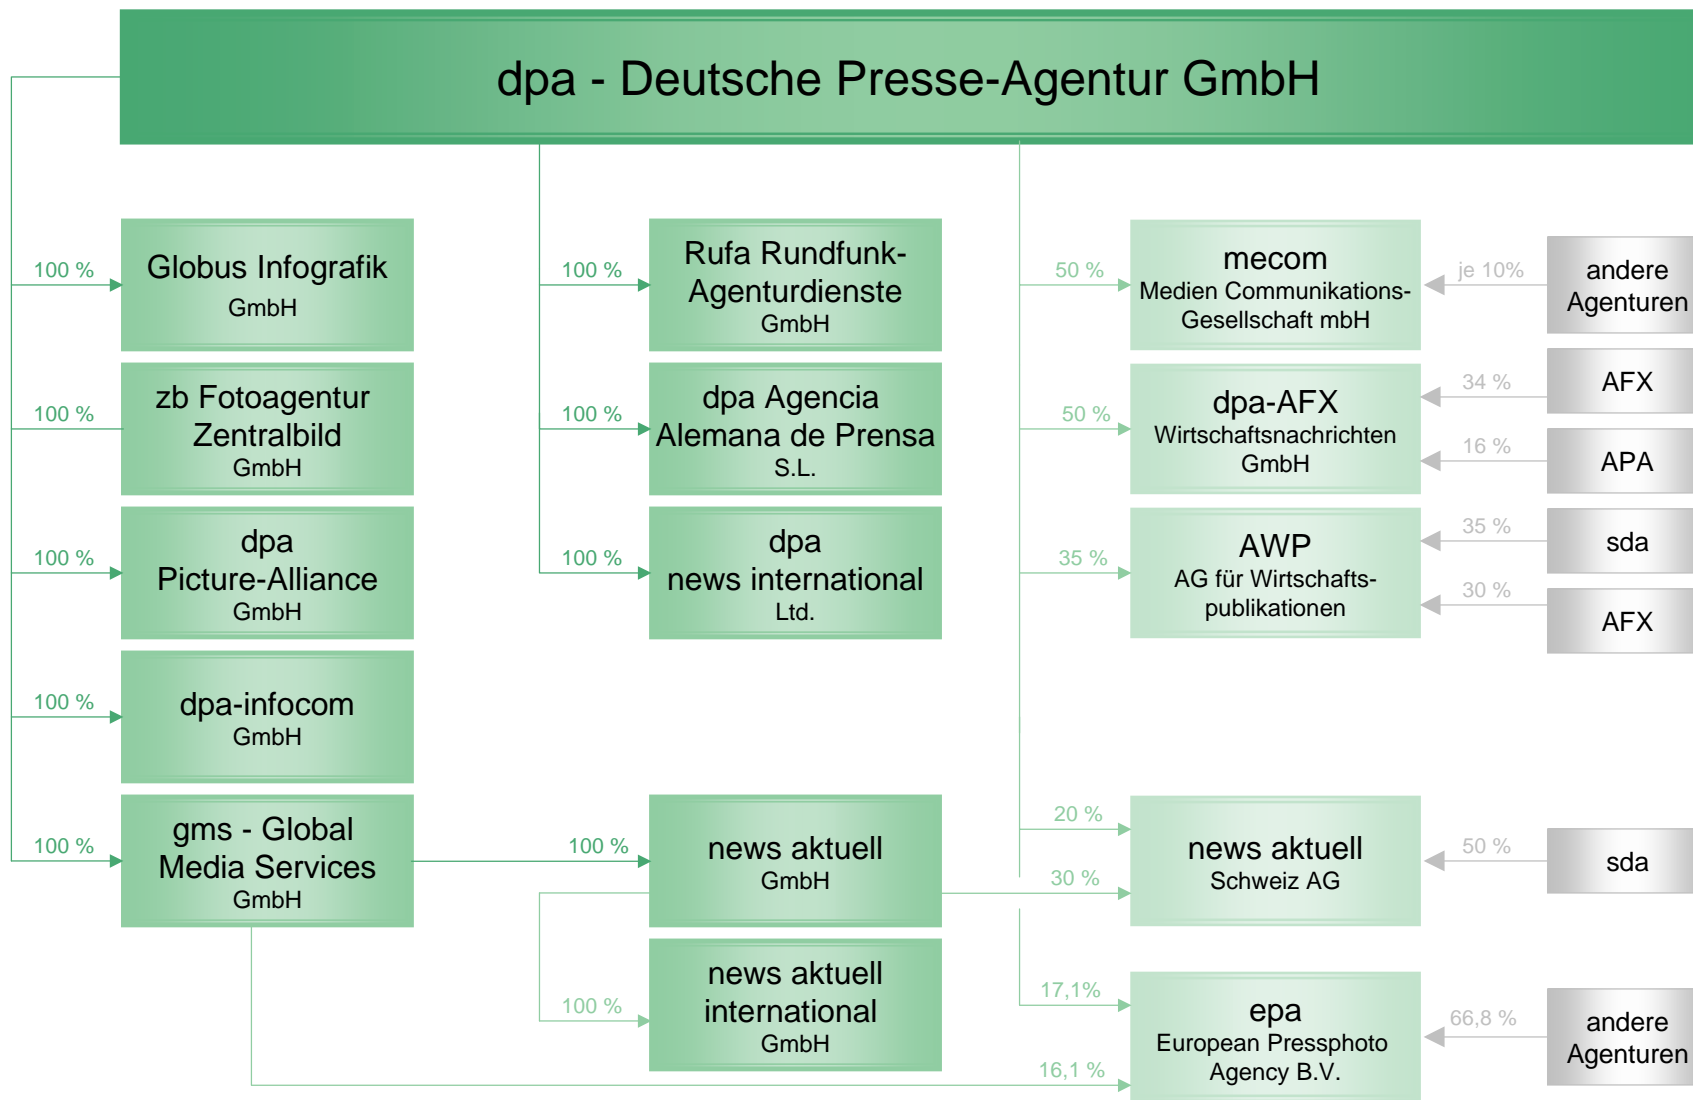 dpa - Deutsche Presse-Agentur GmbH
100 %
Globus Infografik
GmbH
100 %
Rufa Rundfunk-
Agenturdienste
GmbH
50 %
mecom
Medien Communikations-
Gesellschaft mbH
je 10%
andere
Agenturen
100 %
zb Fotoagentur
Zentralbild
GmbH
100 %
dpa Agencia
Alemana de Prensa
S.L.
50 %
dpa-AFX
Wirtschaftsnachrichten
GmbH
34 %
AFX
16 %
APA
100 %
dpa
Picture-Alliance
GmbH
100 %
dpa
news international
Ltd.
35 %
AWP
AG für Wirtschafts-
publikationen
35 %
sda
30 %
AFX
100 %
dpa-infocom
GmbH
100 %
gms - Global
Media Services
GmbH
100 %
news aktuell
GmbH
20 %
30 %
news aktuell
Schweiz AG
50 %
sda
100 %
news aktuell
international
GmbH
17,1%
16,1 %
epa
European Pressphoto
Agency B.V.
66,8 %
andere
Agenturen